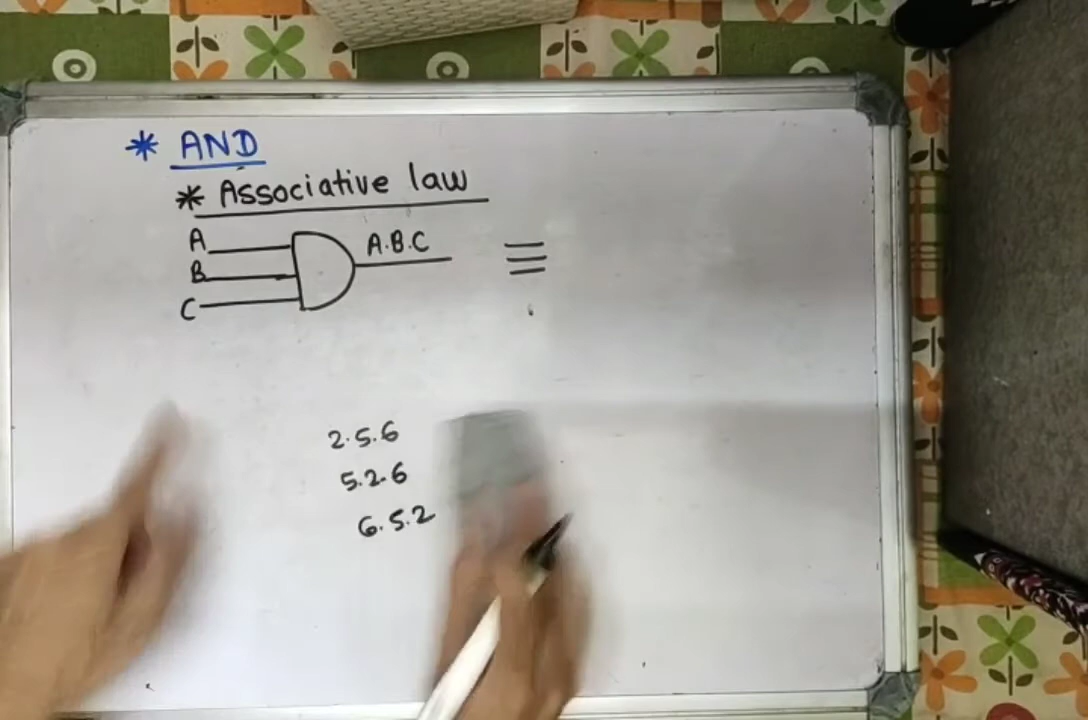 * AND
* Associative law
A
B
C
A.B.C
≡
2.5.6
5.2.6
6.5.2